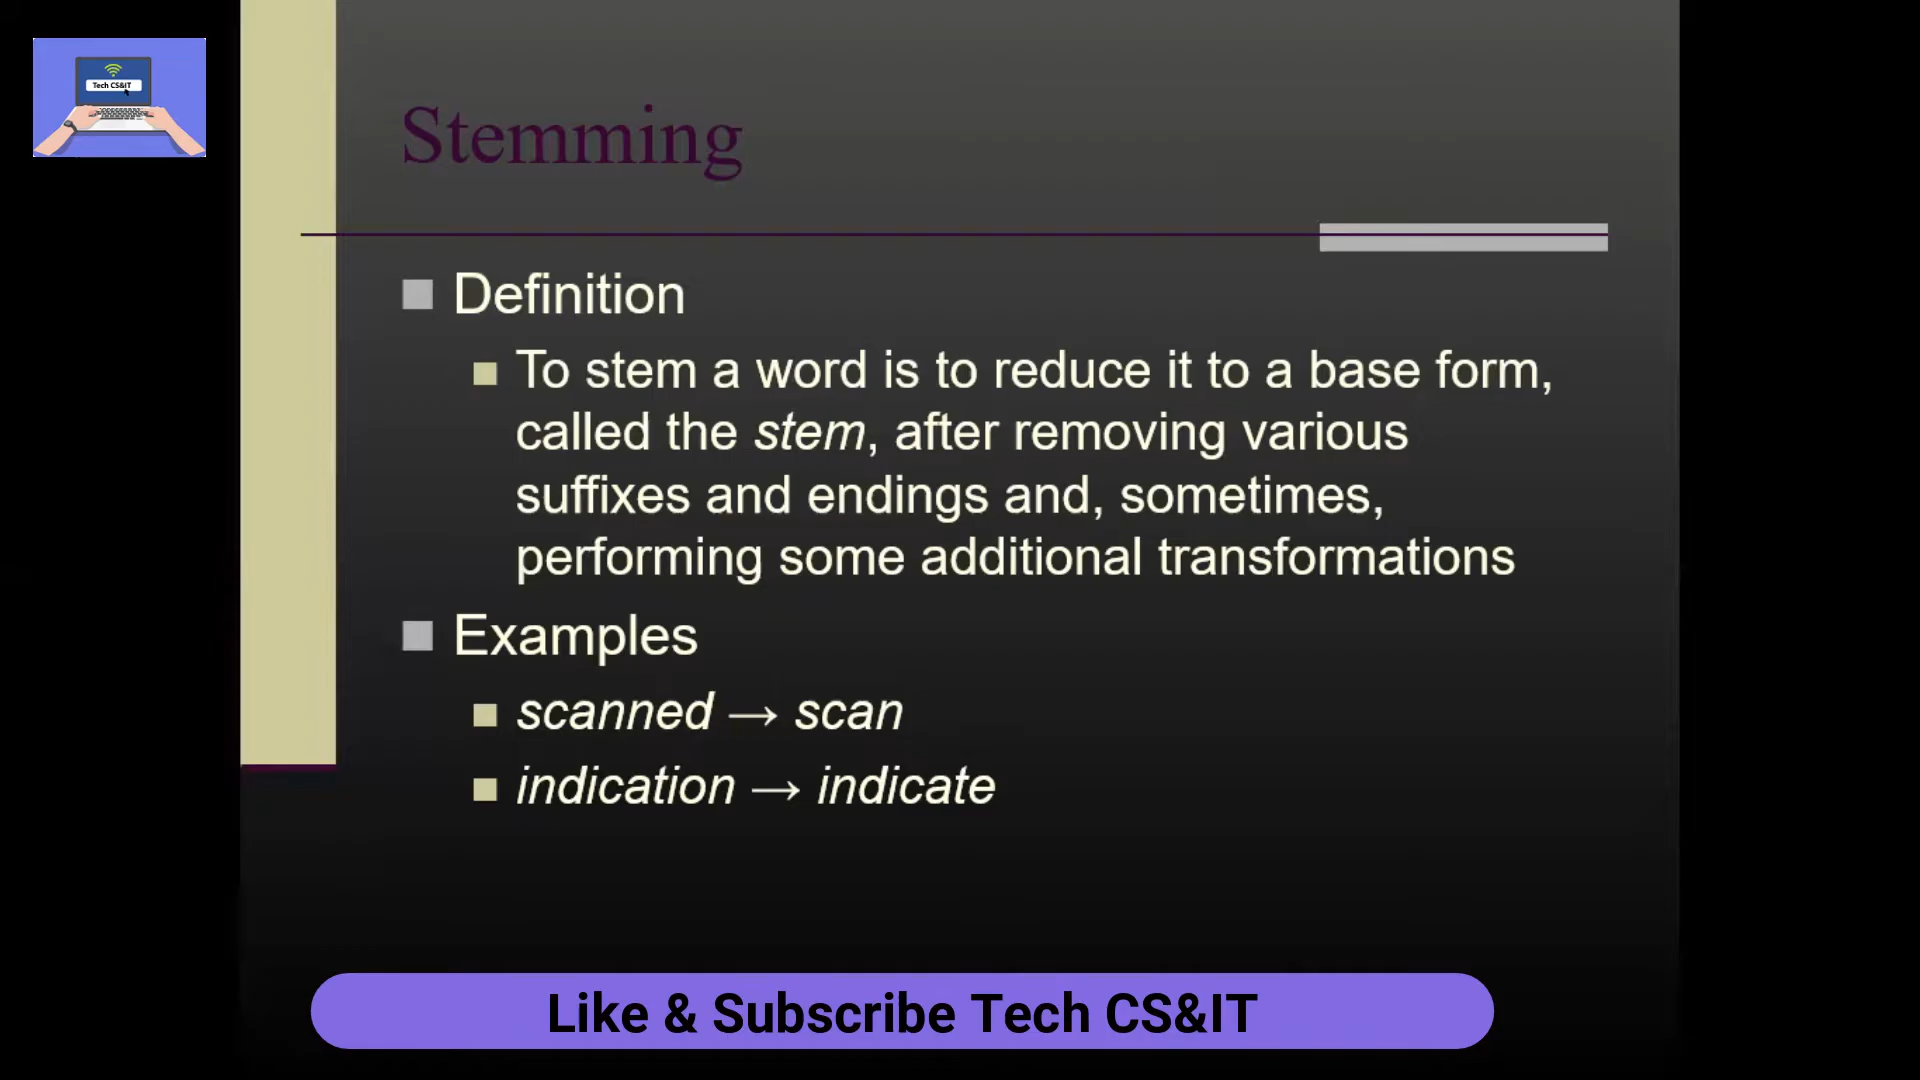 Tech CS&IT
Stemming
Definition
To stem a word is to reduce it to a base form,
called the stem, after removing various
suffixes and endings and, sometimes,
performing some additional transformations
Examples
scanned → scan
indication → indicate
Like & Subscribe Tech CS&IT